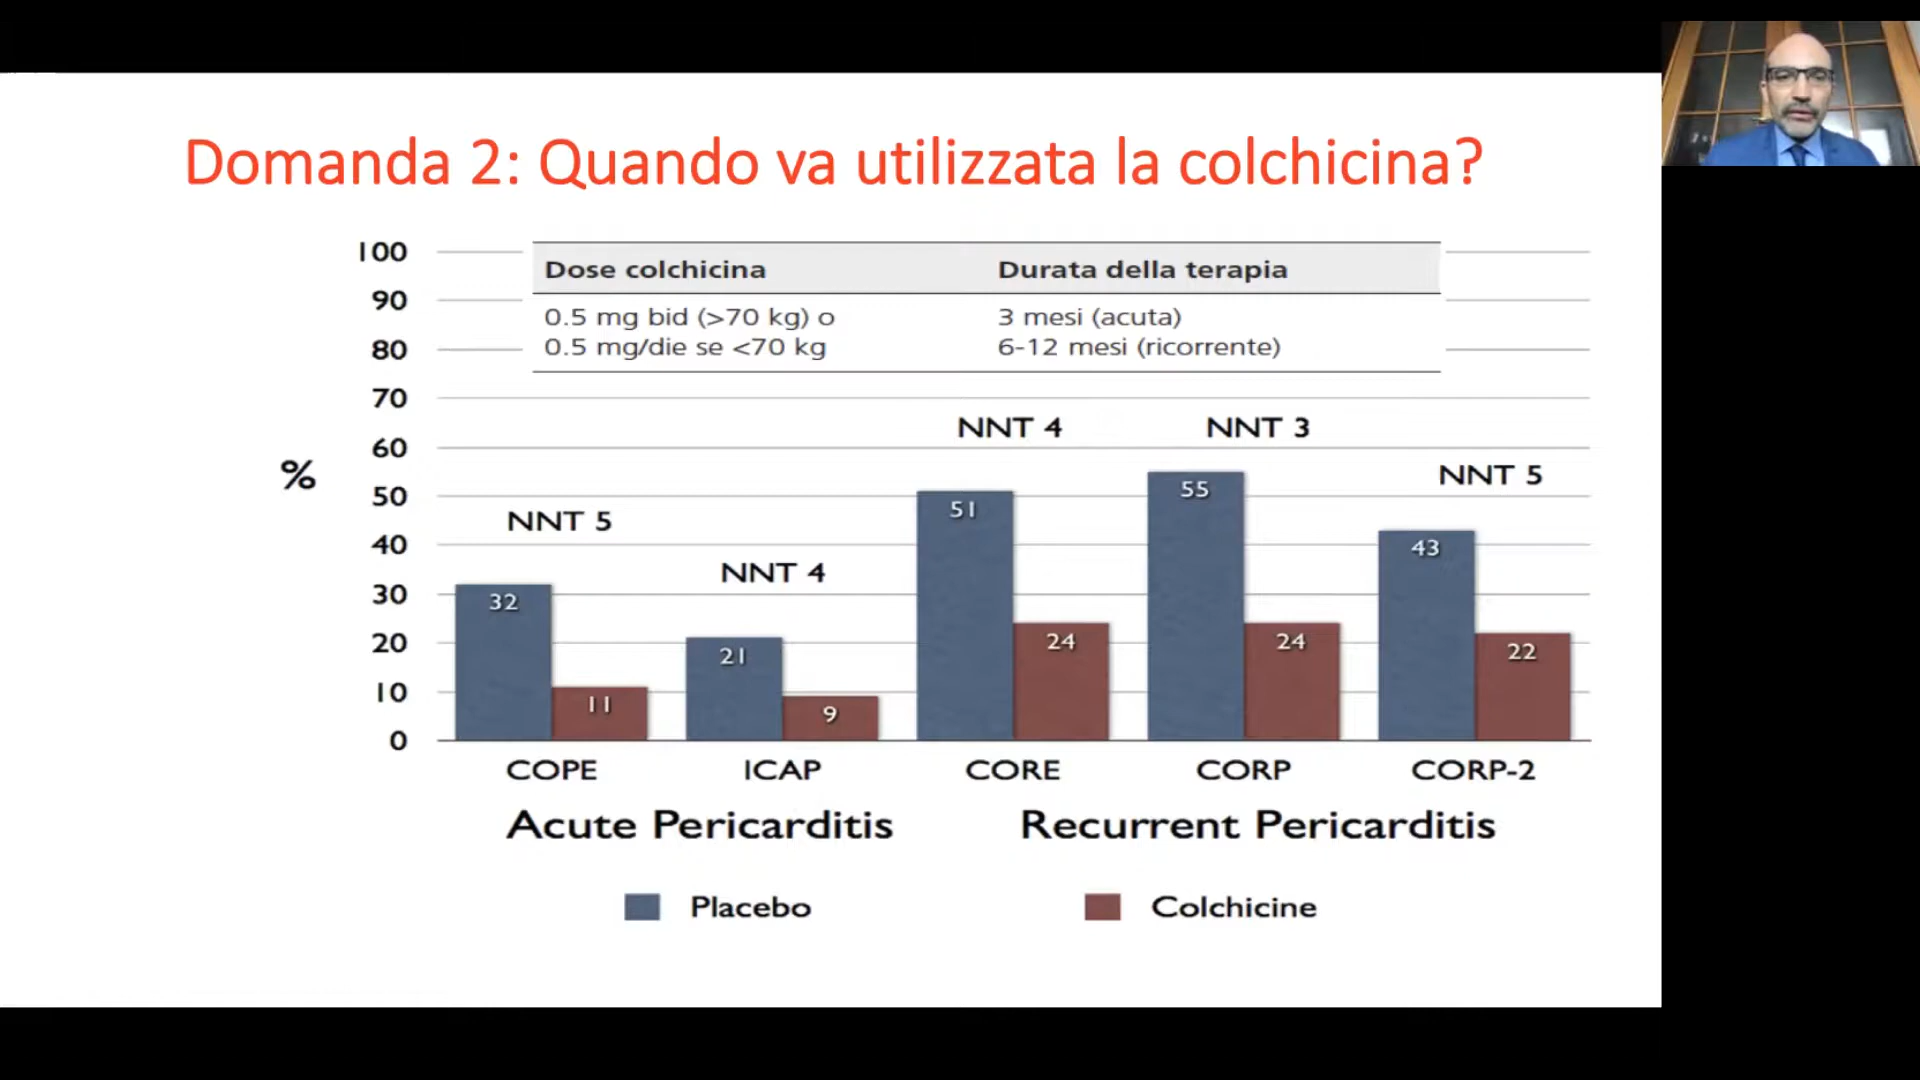 Domanda 2: Quando va utilizzata la colchicina?
100
90
80
70
60
50
40
30
20
10
0
%
Dose colchicina Durata della terapia
0.5 mg bid (>70 kg) o 3 mesi (acuta)
0.5 mg/die se <70 kg 6-12 mesi (ricorrente)
NNT 5
NNT 4
NNT 4
NNT 3
NNT 5
32 11
21 9
51 24
55 24
43 22
COPE ICAP CORE CORP CORP-2
Acute Pericarditis Recurrent Pericarditis
Placebo Colchicine